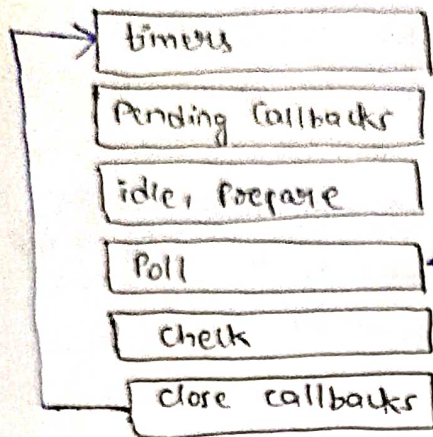 timers
Pending Callbacks
idle, Prepare
Poll
Check
close callbacks